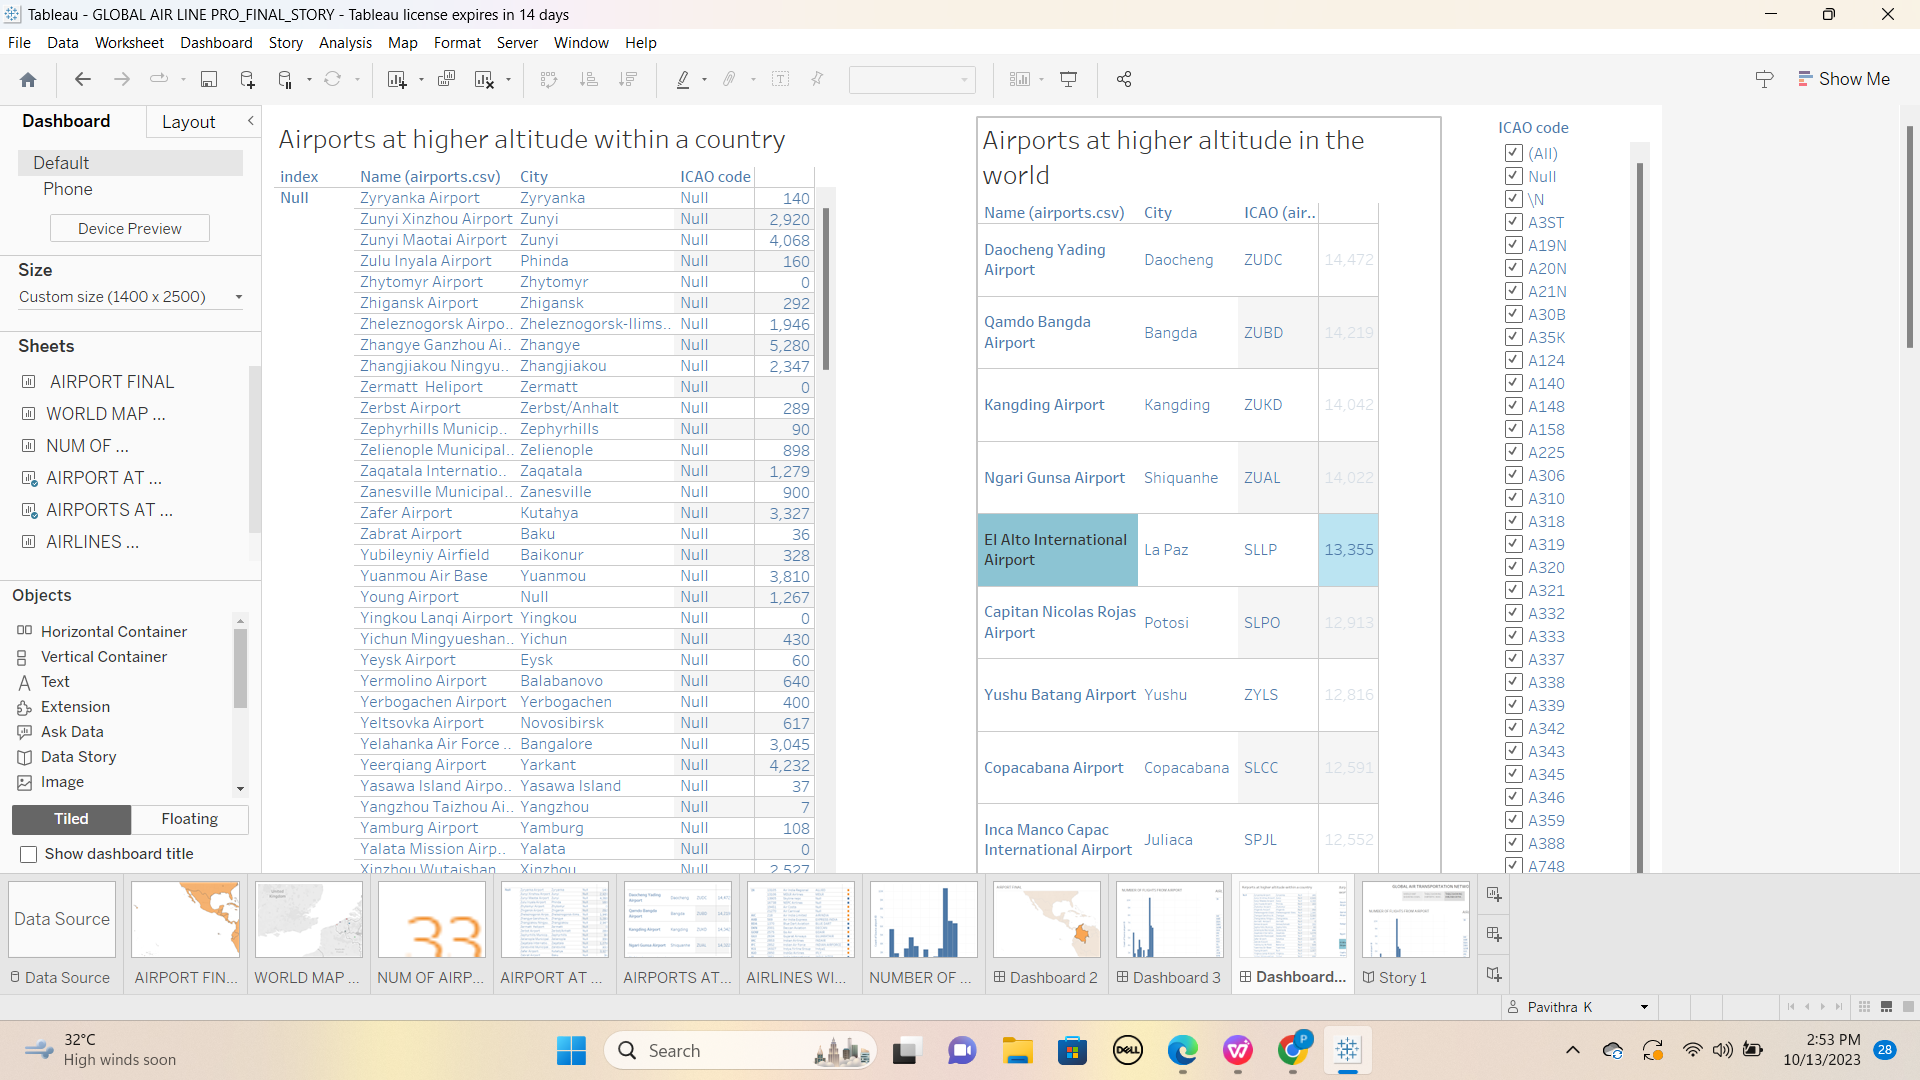 Tableau - GLOBAL AIR LINE PRO_FINAL_STORY - Tableau license expires in 14 days
File Data Worksheet Dashboard Story Analysis Map Format Server Window Help
Show Me
Dashboard Layout
Default
Phone
Device Preview
Size
Custom size (1400 x 2500)
Sheets
AIRPORT FINAL
WORLD MAP ...
NUM OF ...
AIRPORT AT ...
AIRPORTS AT ...
AIRLINES ...
Objects
Horizontal Container
Vertical Container
Text
Extension
Ask Data
Data Story
Image
Tiled Floating
Show dashboard title
Airports at higher altitude within a country
index Name (airports.csv) City ICAO code
Null Zyryanka Airport Zyryanka Null 140
Zunyi Xinzhou Airport Zunyi Null 2,920
Zunyi Maotai Airport Zunyi Null 4,068
Zulu Inyala Airport Phinda Null 160
Zhytomyr Airport Zhytomyr Null 0
Zhigansk Airport Zhigansk Null 292
Zheleznogorsk Airpo.. Zheleznogorsk-Ilims.. Null 1,946
Zhangye Ganzhou Ai.. Zhangye Null 5,280
Zhangjiakou Ningyu.. Zhangjiakou Null 2,347
Zermatt Heliport Zermatt Null 0
Zerbst Airport Zerbst/Anhalt Null 289
Zephyrhills Municip.. Zephyrhills Null 90
Zelienople Municipal.. Zelienople Null 898
Zaqatala Internatio.. Zaqatala Null 1,279
Zanesville Municipal.. Zanesville Null 900
Zafer Airport Kutahya Null 3,327
Zabrat Airport Baku Null 36
Yubileyniy Airfield Baikonur Null 328
Yuanmou Air Base Yuanmou Null 3,810
Young Airport Null Null 1,267
Yingkou Lanqi Airport Yingkou Null 0
Yichun Mingyueshan.. Yichun Null 430
Yeysk Airport Eysk Null 60
Yermolino Airport Balabanovo Null 640
Yerbogachen Airport Yerbogachen Null 400
Yeltsovka Airport Novosibirsk Null 617
Yelahanka Air Force .. Bangalore Null 3,045
Yeerqiang Airport Yarkant Null 4,232
Yasawa Island Airpo.. Yasawa Island Null 37
Yangzhou Taizhou Ai.. Yangzhou Null 7
Yamburg Airport Yamburg Null 108
Yalata Mission Airp.. Yalata Null 0
Xinzhou Wutaishan Xinzhou Null 2,527
Airports at higher altitude in the
world
Name (airports.csv) City ICAO (air..
Daocheng Yading
Airport Daocheng ZUDC 14,472
Qamdo Bangda
Airport Bangda ZUBD 14,219
Kangding Airport Kangding ZUKD 14,042
Ngari Gunsa Airport Shiquanhe ZUAL 14,022
El Alto International
Airport La Paz SLLP 13,355
Capitan Nicolas Rojas
Airport Potosi SLPO 12,913
Yushu Batang Airport Yushu ZYLS 12,816
Copacabana Airport Copacabana SLCC 12,591
Inca Manco Capac
International Airport Juliaca SPJL 12,552
ICAO code
(All)
Null
\N
A3ST
A19N
A20N
A21N
A30B
A35K
A124
A140
A148
A158
A225
A306
A310
A318
A319
A320
A321
A332
A333
A337
A338
A339
A342
A343
A345
A346
A359
A388
A748
Data Source
33
Data Source AIRPORT FIN... WORLD MAP ... NUM OF AIRP... AIRPORT AT ... AIRPORTS AT... AIRLINES WI... NUMBER OF ... Dashboard 2 Dashboard 3 Dashboard... Story 1
Pavithra K
32°C
High winds soon
Search
DELL
P
2:53 PM
10/13/2023
28